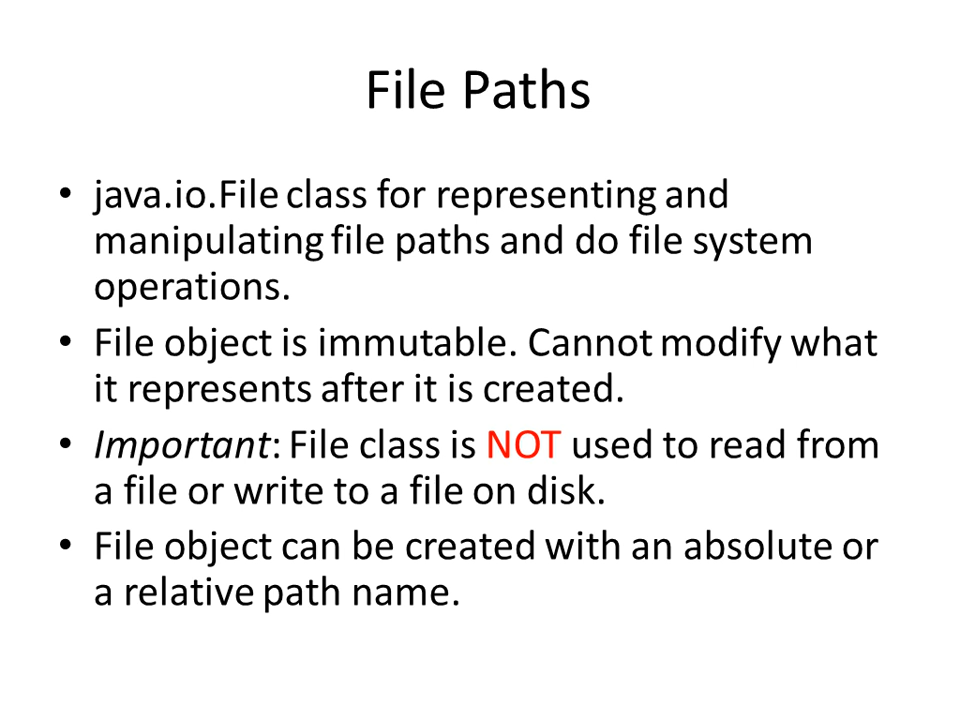 File Paths
• java.io.File class for representing and
manipulating file paths and do file system
operations.
• File object is immutable. Cannot modify what
it represents after it is created.
• Important: File class is NOT used to read from
a file or write to a file on disk.
• File object can be created with an absolute or
a relative path name.